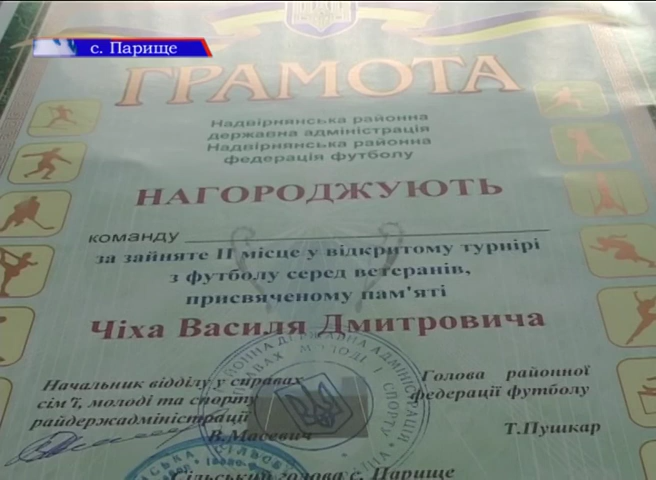 с. Парище
ГРАМОТА
Надвірнянська районна
державна адміністрація
Надвірнянська районна
федерація футболу
НАГОРОДЖУЮТЬ
команду
за зайняте ІІ місце у відкритому турнірі
з футболу серед ветеранів,
присвяченому пам'яті
Чіха Василя Дмитровича
Начальник відділу у справах
сім'ї, молоді та спорту
райдержадміністрації
В.Масевич
Голова районної
федерації футболу
Т.Пушкар
Сільський голова с. Парище